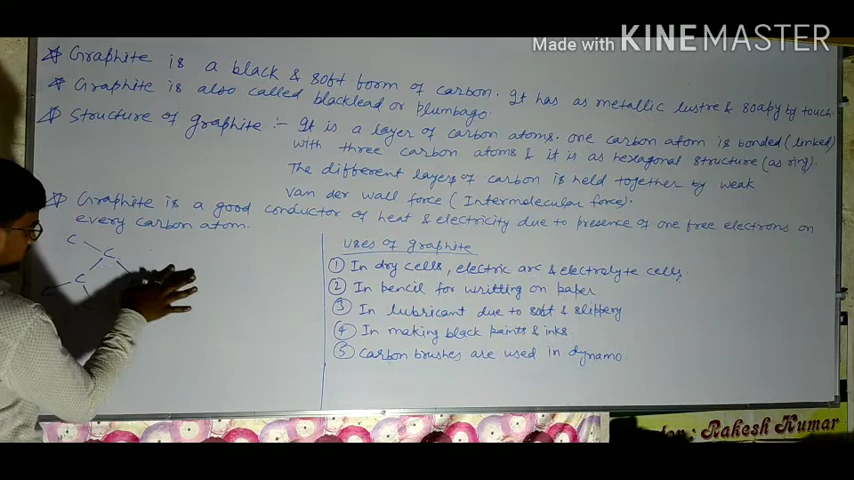 Made with KINEMASTER
☆ Graphite is a black & soft form of carbon. It has as metallic lustre & soapy by touch.
☆ Graphite is also called blacklead or plumbago.
☆ Structure of graphite :- It is a layer of carbon atoms. one carbon atom is bonded (linked)
with three carbon atoms & it is as hexagonal structure (as ring).
The different layers of carbon is held together by weak
van der wall force (Intermolecular force).
☆ Graphite is a good conductor of heat & electricity due to presence of one free electrons on
every carbon atom.
C C
C
Uses of graphite
① In dry cells, electric arc & electrolyte cells.
② In pencil for writting on paper
③ In lubricant due to soft & slippery
④ In making black paints & inks.
⑤ Carbon brushes are used in dynamo.
Rakesh Kumar